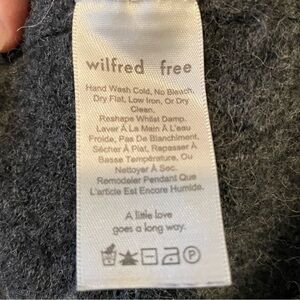 wilfred free
Hand Wash Cold, No Bleach,
Dry Flat, Low Iron, Or Dry
Clean.
Reshape Whilst Damp.
Laver À La Main À L'eau
Froide, Pas De Blanchiment,
Sécher À Plat, Repasser À
Basse Température, Ou
Nettoyer À Sec.
Remodeler Pendant Que
L'article Est Encore Humide.
A little love
goes a long way.
P